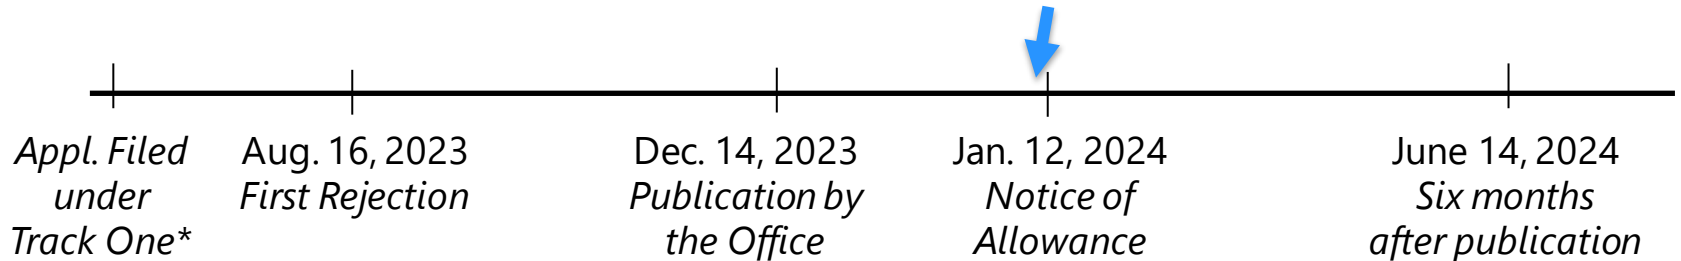 Appl. Filed
under
Track One*
Aug. 16, 2023
First Rejection
Dec. 14, 2023
Publication by
the Office
Jan. 12, 2024
Notice of
Allowance
June 14, 2024
Six months
after publication